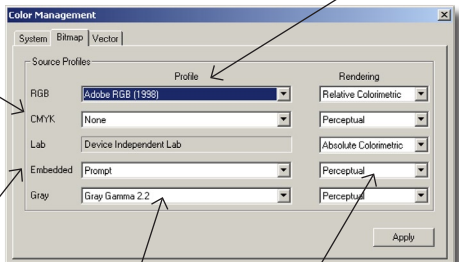 Color Management
System Bitmap Vector
Source Profiles
Profile Rendering
RGB Adobe RGB (1998) Relative Colorimetric
CMYK None Perceptual
Lab Device Independent Lab Absolute Colorimetric
Embedded Prompt Perceptual
Gray Gray Gamma 2.2 Perceptual
Apply